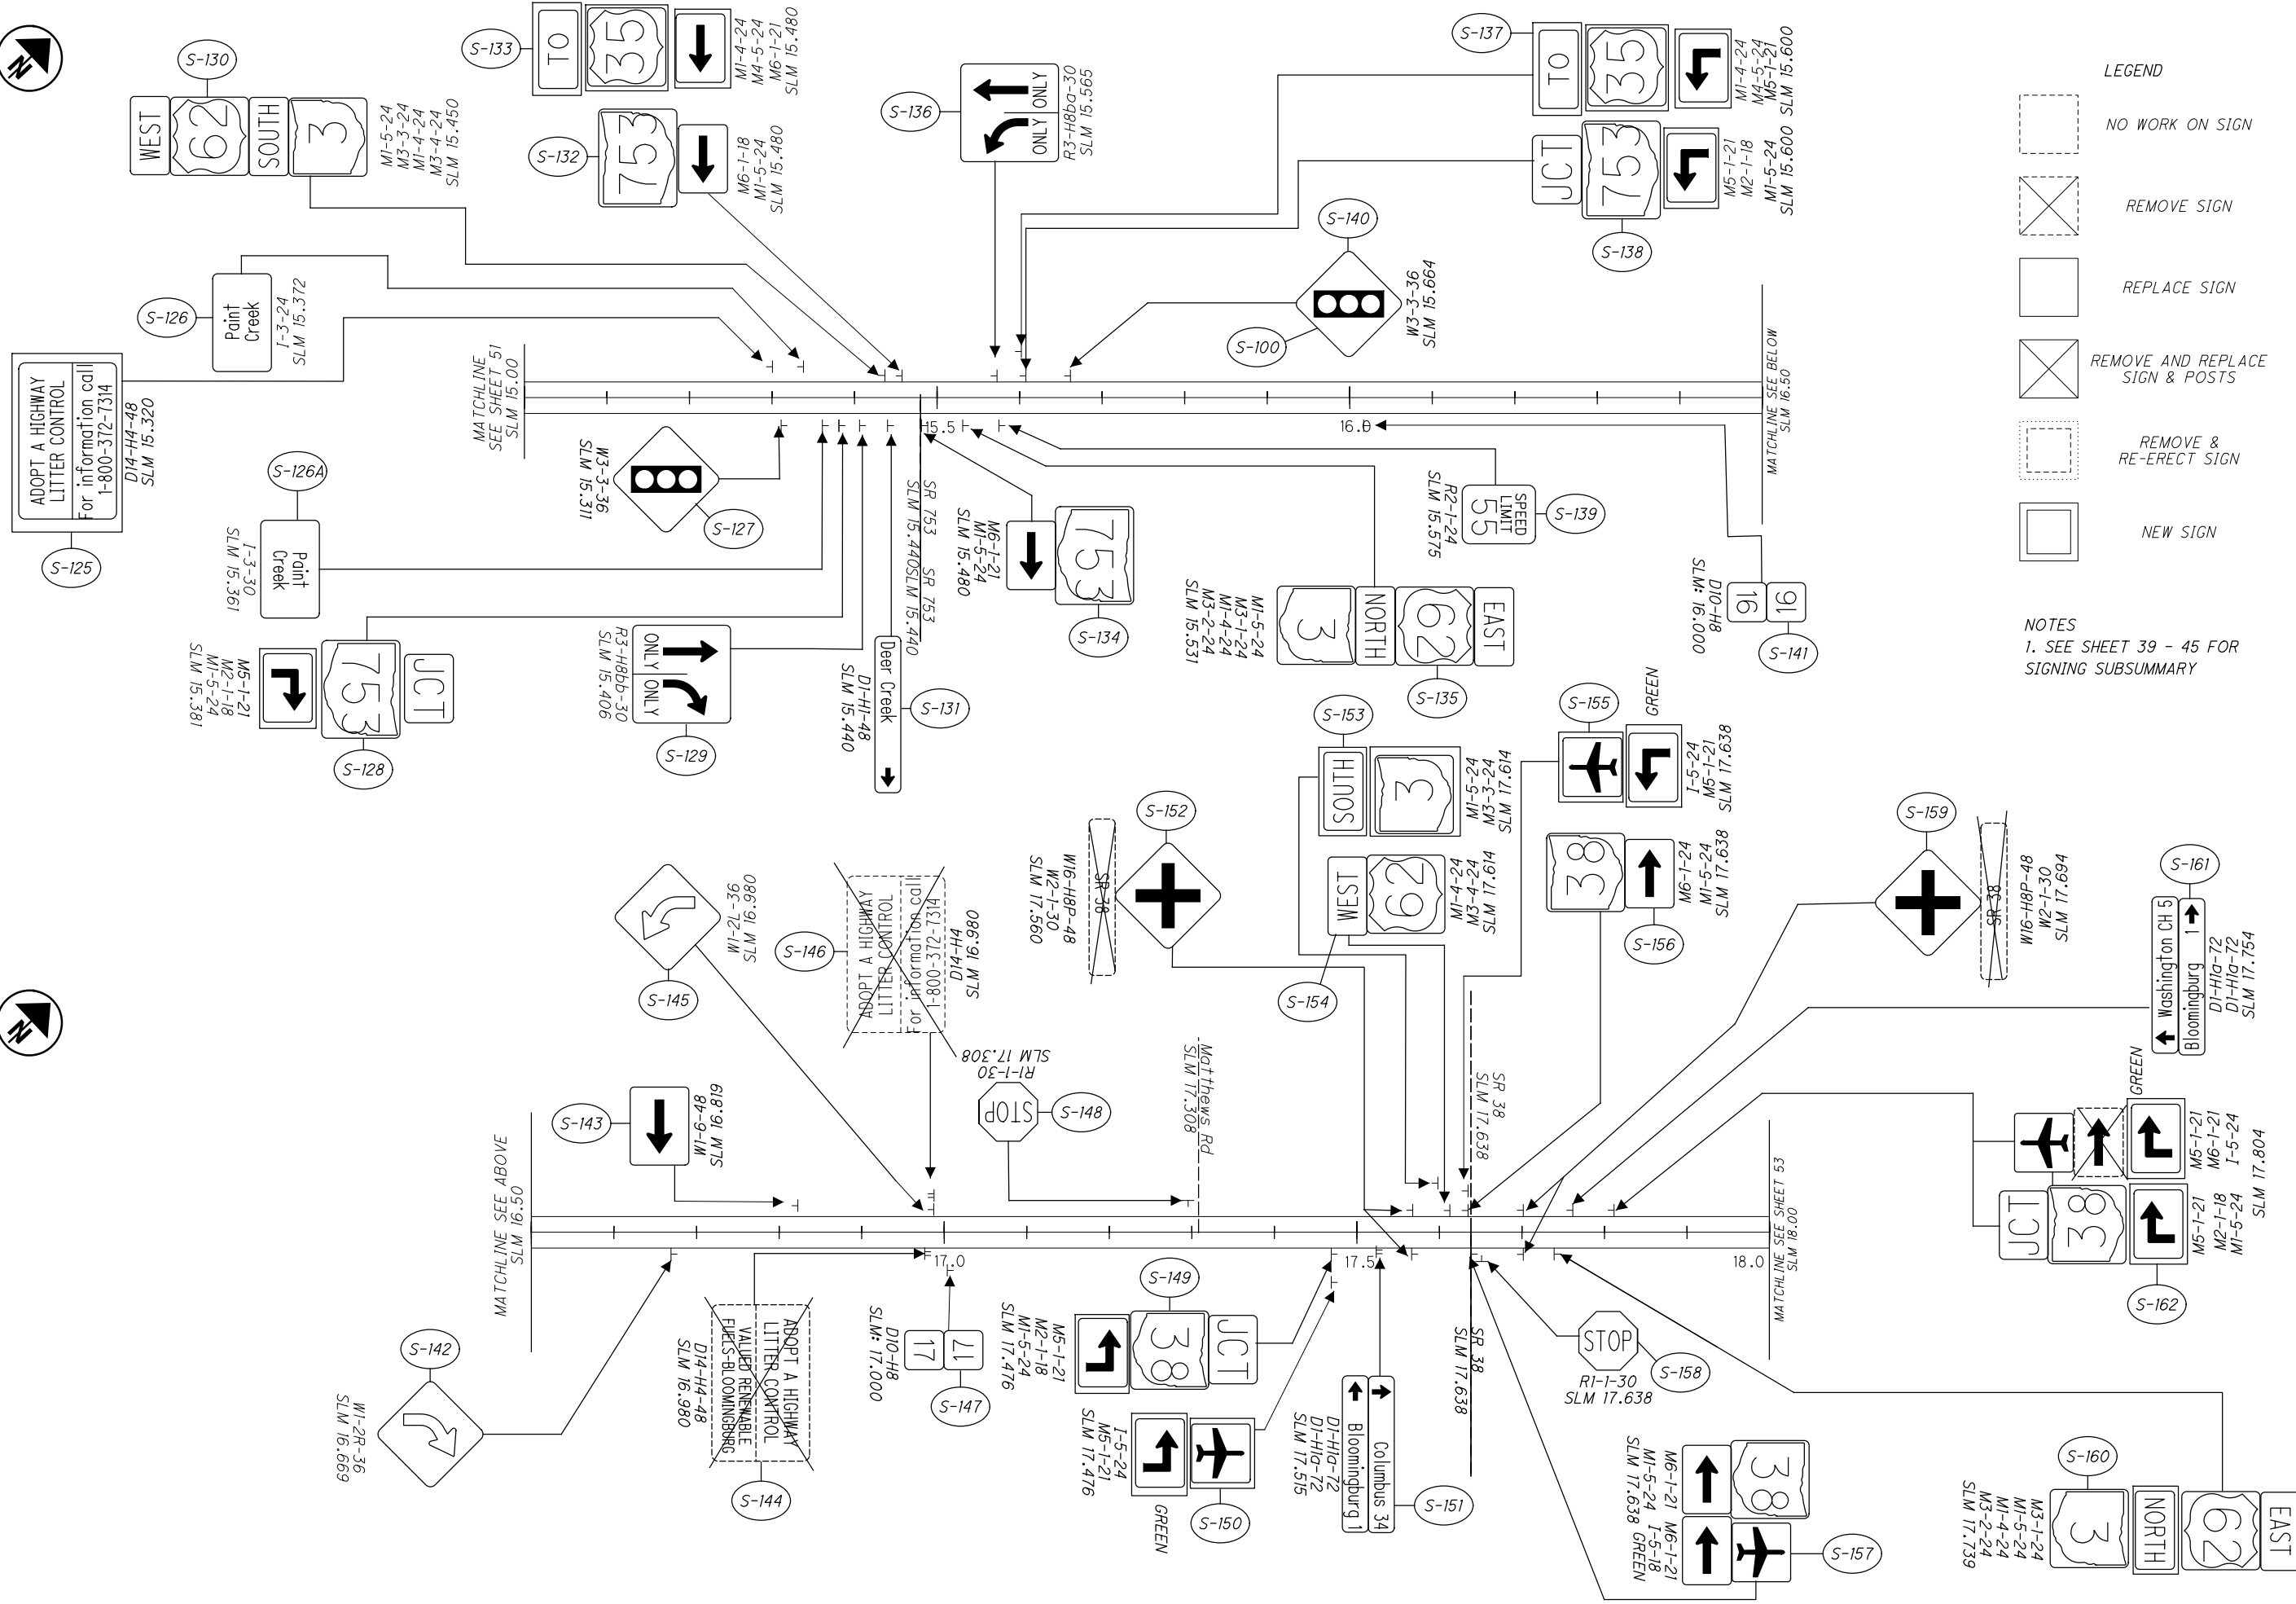 S-130
WEST
62
SOUTH
3
M1-5-24
M3-3-24
M1-4-24
M3-4-24
SLM 15.450
S-133
TO
35
M1-4-24
M4-5-24
M6-1-21
SLM 15.480
S-132
753
M6-1-18
M1-5-24
SLM 15.480
S-136
ONLY
ONLY
R3-H8ba-30
SLM 15.565
S-137
TO
35
M1-4-24
M4-5-24
M5-1-21
SLM 15.600
JCT
753
M5-1-21
M2-1-18
M1-5-24
SLM 15.600
S-138
S-140
S-100
W3-3-36
SLM 15.664
LEGEND
NO WORK ON SIGN
REMOVE SIGN
REPLACE SIGN
REMOVE AND REPLACE
SIGN & POSTS
REMOVE &
RE-ERECT SIGN
NEW SIGN
NOTES
1. SEE SHEET 39 - 45 FOR
SIGNING SUBSUMMARY
N
S-126
Paint
Creek
I-3-24
SLM 15.372
ADOPT A HIGHWAY
LITTER CONTROL
For information call
1-800-372-7314
D14-H4-48
SLM 15.320
S-125
MATCHLINE
SEE SHEET 51
SLM 15.00
15.5
16.0
MATCHLINE SEE BELOW
SLM 16.50
S-126A
Paint
Creek
I-3-30
SLM 15.361
W3-3-36
SLM 15.311
S-127
JCT
753
M5-1-21
M2-1-18
M1-5-24
SLM 15.381
S-128
ONLY
ONLY
R3-H8bb-30
SLM 15.406
S-129
SR 753
SLM 15.440
SR 753
SLM 15.440
Deer Creek
D1-H1-48
SLM 15.440
S-131
753
M6-1-21
M1-5-24
SLM 15.480
S-134
EAST
62
NORTH
3
M1-5-24
M3-1-24
M1-4-24
M3-2-24
SLM 15.531
S-135
SPEED
LIMIT
55
R2-1-24
SLM 15.575
S-139
16
16
D10-H8
SLM: 16.000
S-141
S-145
W1-2L-36
SLM 16.980
S-146
ADOPT A HIGHWAY
LITTER CONTROL
For information call
1-800-372-7314
D14-H4
SLM 16.980
S-143
W1-6-48
SLM 16.819
STOP
R1-1-30
SLM 17.308
S-148
Matthews Rd
SLM 17.308
S-152
SR 38
W16-H8P-48
W2-1-30
SLM 17.560
S-153
SOUTH
3
M1-5-24
M3-3-24
SLM 17.614
WEST
62
M1-4-24
M3-4-24
SLM 17.614
S-154
S-155
GREEN
I-5-24
M5-1-21
SLM 17.638
38
M6-1-24
M1-5-24
SLM 17.638
S-156
S-159
SR 38
W16-H8P-48
W2-1-30
SLM 17.694
S-161
Washington CH 5
Bloomingburg 1
D1-H1a-72
D1-H1a-72
SLM 17.754
GREEN
M5-1-21
M6-1-21
I-5-24
SLM 17.804
JCT
38
M5-1-21
M2-1-18
M1-5-24
S-162
N
MATCHLINE SEE ABOVE
SLM 16.50
17.0
17.5
18.0
SR 38
SLM 17.638
SR 38
SLM 17.638
MATCHLINE SEE SHEET 53
SLM 18.00
S-142
W1-2R-36
SLM 16.669
ADOPT A HIGHWAY
LITTER CONTROL
VALUED RENEWABLE
FUELS-BLOOMINGBURG
D14-H4-48
SLM 16.980
S-144
17
17
D10-H8
SLM: 17.000
S-147
S-149
JCT
38
M5-1-21
M2-1-18
M1-5-24
SLM 17.476
I-5-24
M5-1-21
SLM 17.476
GREEN
S-150
Columbus 34
Bloomingburg 1
D1-H1a-72
D1-H1a-72
SLM 17.515
S-151
STOP
S-158
R1-1-30
SLM 17.638
38
M6-1-21 M6-1-21
M1-5-24 I-5-18
SLM 17.638 GREEN
S-157
S-160
EAST
62
NORTH
3
M3-1-24
M1-5-24
M1-4-24
M3-2-24
SLM 17.739